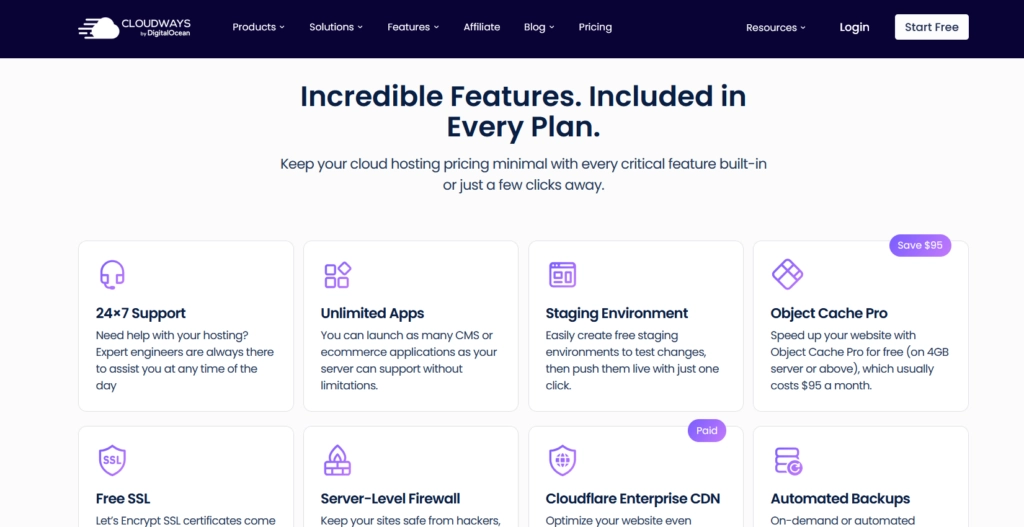 CLOUDWAYS
by DigitalOcean
Products
Solutions
Features
Affiliate
Blog
Pricing
Resources
Login
Start Free
Incredible Features. Included in
Every Plan.
Keep your cloud hosting pricing minimal with every critical feature built-in
or just a few clicks away.
24×7 Support
Need help with your hosting?
Expert engineers are always there
to assist you at any time of the
day
Unlimited Apps
You can launch as many CMS or
ecommerce applications as your
server can support without
limitations.
Staging Environment
Easily create free staging
environments to test changes,
then push them live with just one
click.
Save $95
Object Cache Pro
Speed up your website with
Object Cache Pro for free (on 4GB
server or above), which usually
costs $95 a month.
SSL
Free SSL
Let's Encrypt SSL certificates come
Server-Level Firewall
Keep your sites safe from hackers,
Paid
Cloudflare Enterprise CDN
Optimize your website even
Automated Backups
On-demand or automated